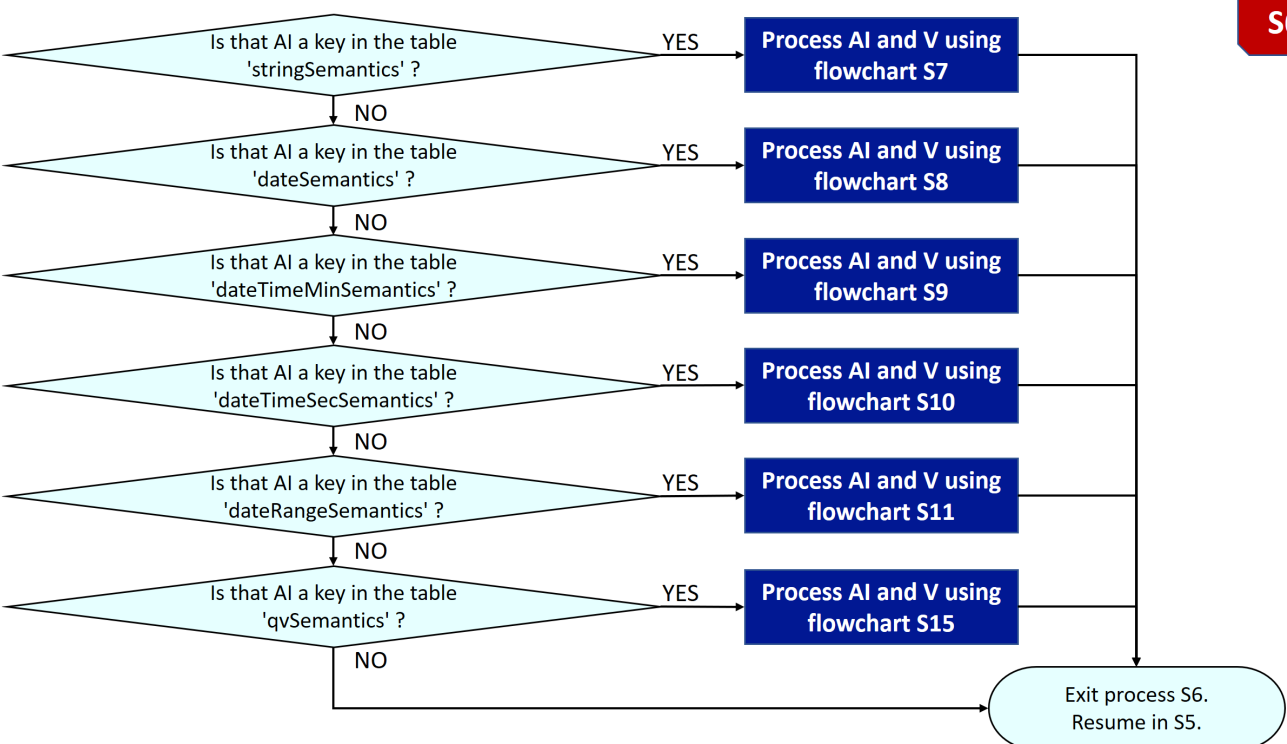 Is that AI a key in the table
'stringSemantics' ?
YES
Process AI and V using
flowchart S7
NO
Is that AI a key in the table
'dateSemantics' ?
YES
Process AI and V using
flowchart S8
NO
Is that AI a key in the table
'dateTimeMinSemantics' ?
YES
Process AI and V using
flowchart S9
NO
Is that AI a key in the table
'dateTimeSecSemantics' ?
YES
Process AI and V using
flowchart S10
NO
Is that AI a key in the table
'dateRangeSemantics' ?
YES
Process AI and V using
flowchart S11
NO
Is that AI a key in the table
'qvSemantics' ?
YES
Process AI and V using
flowchart S15
NO
Exit process S6.
Resume in S5.